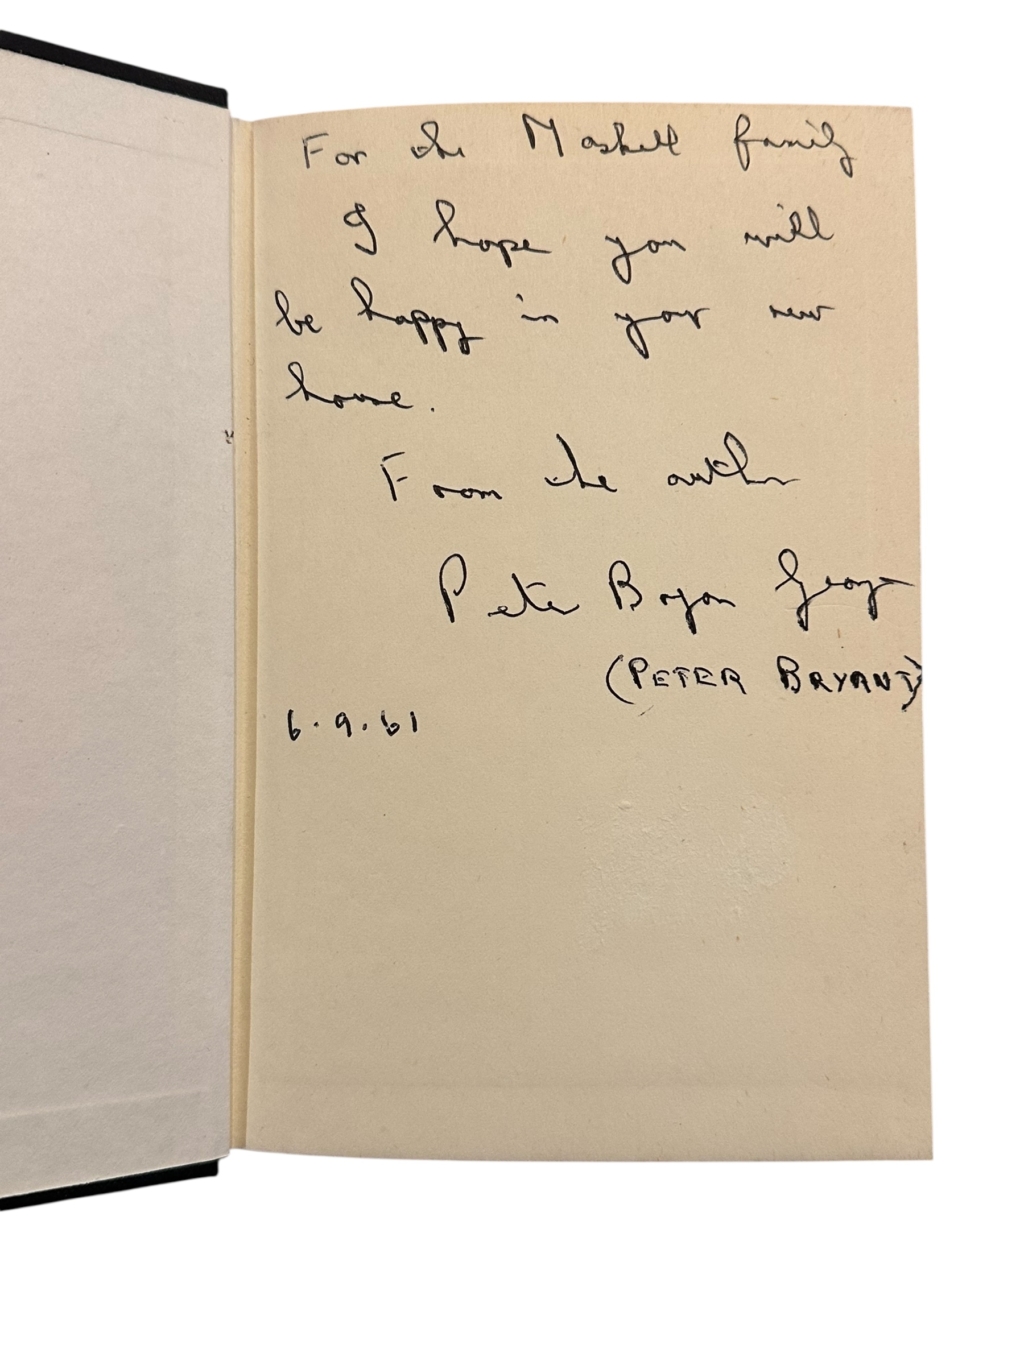 For the Maskell family
I hope you will
be happy in your new
house.
From the author
Peter Bryan George
(PETER BRYANT)
6.9.61